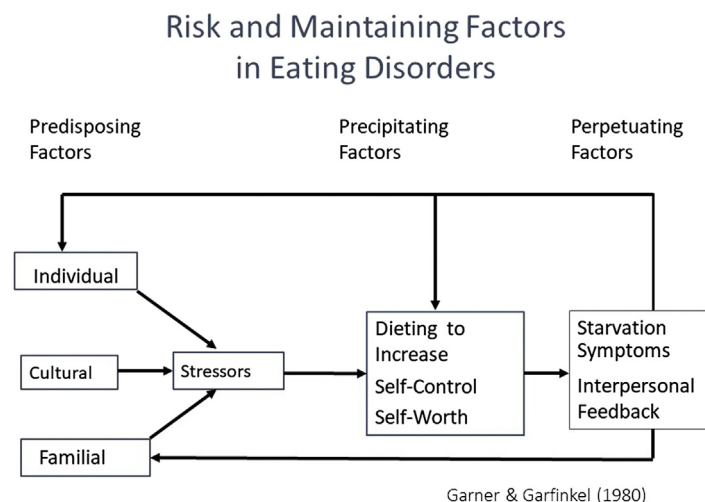 Risk and Maintaining Factors
in Eating Disorders
Predisposing
Factors
Precipitating
Factors
Perpetuating
Factors
Individual
Cultural
Familial
Stressors
Dieting to
Increase
Self-Control
Self-Worth
Starvation
Symptoms
Interpersonal
Feedback
Garner & Garfinkel (1980)